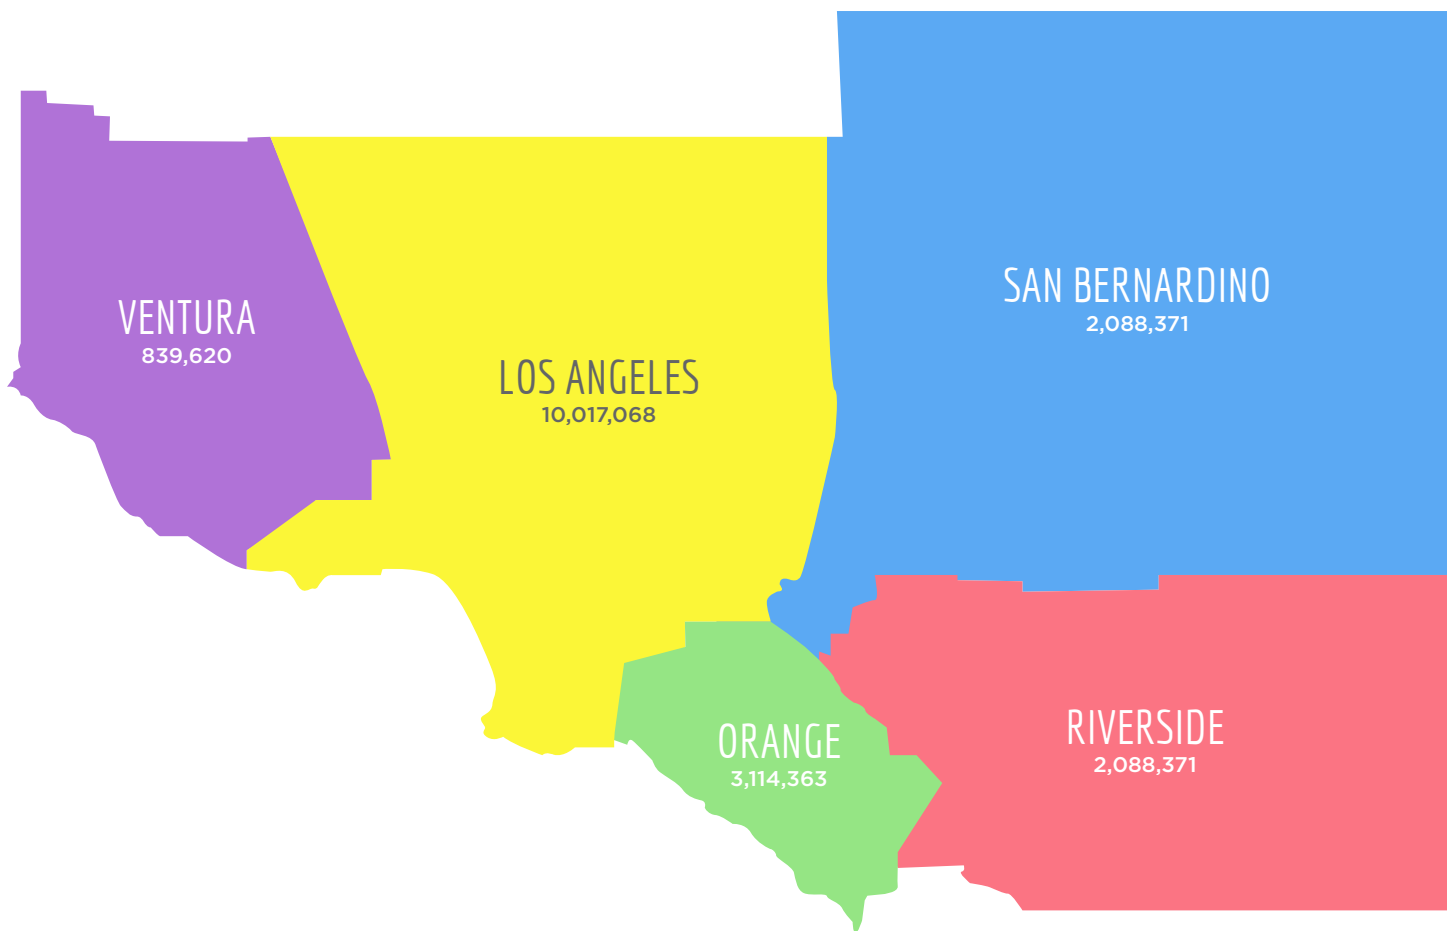 VENTURA
839,620
LOS ANGELES
10,017,068
SAN BERNARDINO
2,088,371
ORANGE
3,114,363
RIVERSIDE
2,088,371